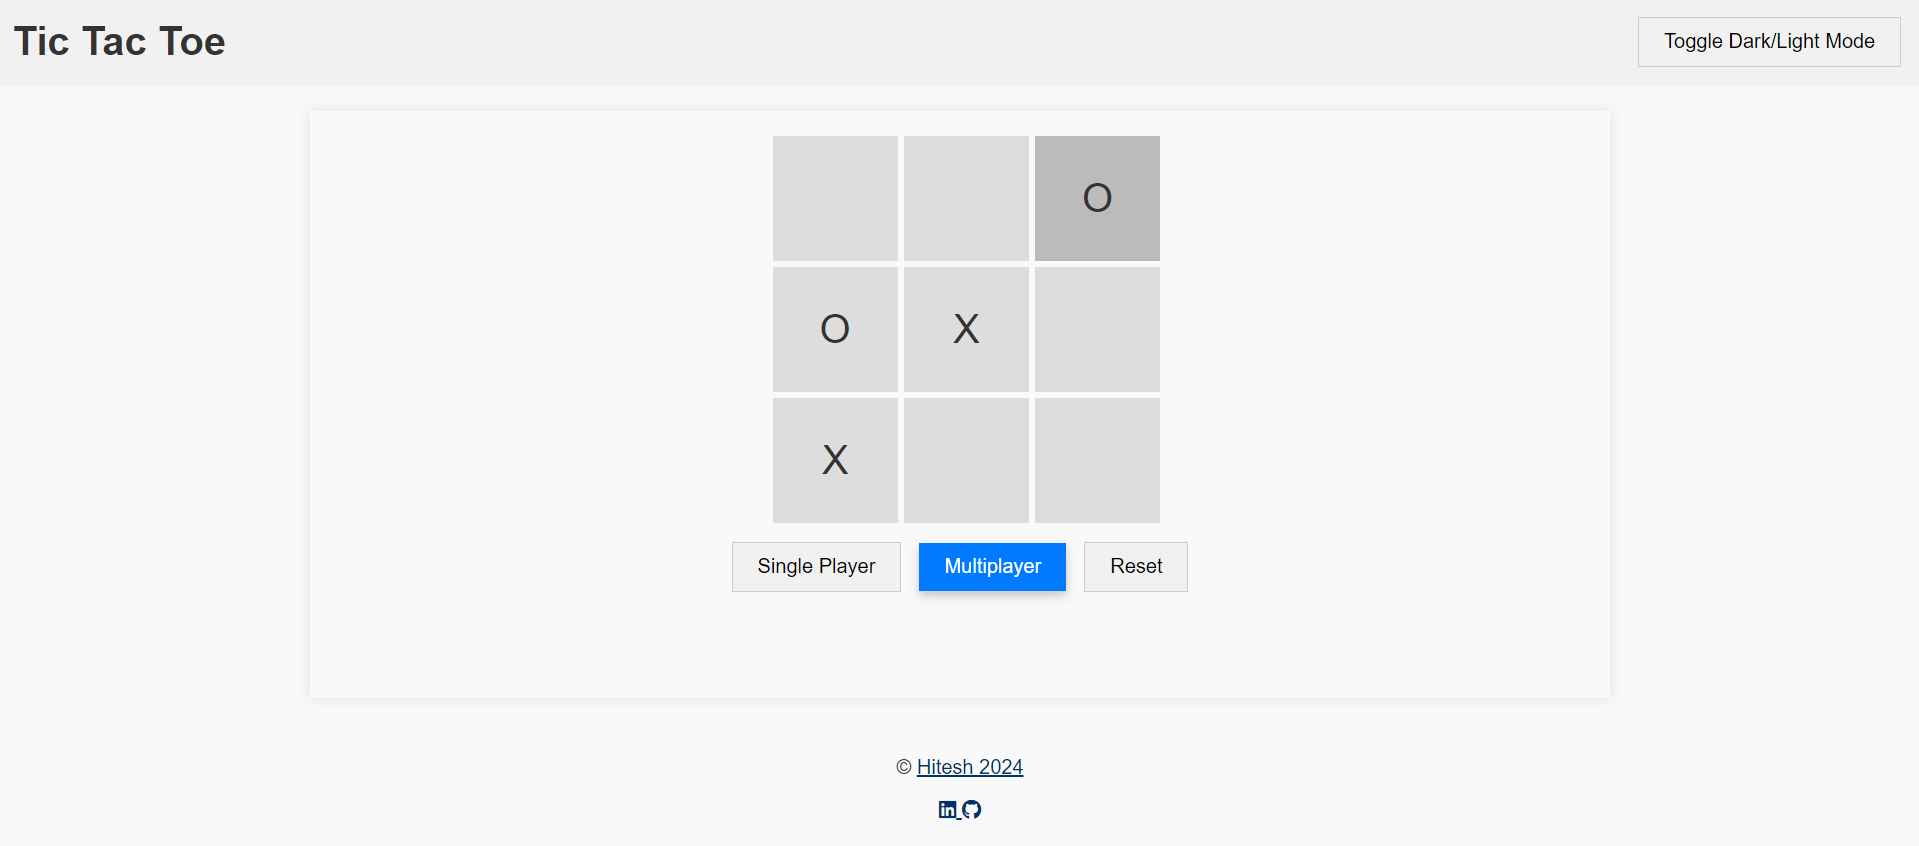 Tic Tac Toe
Toggle Dark/Light Mode
O
O X
X
Single Player Multiplayer Reset
© Hitesh 2024